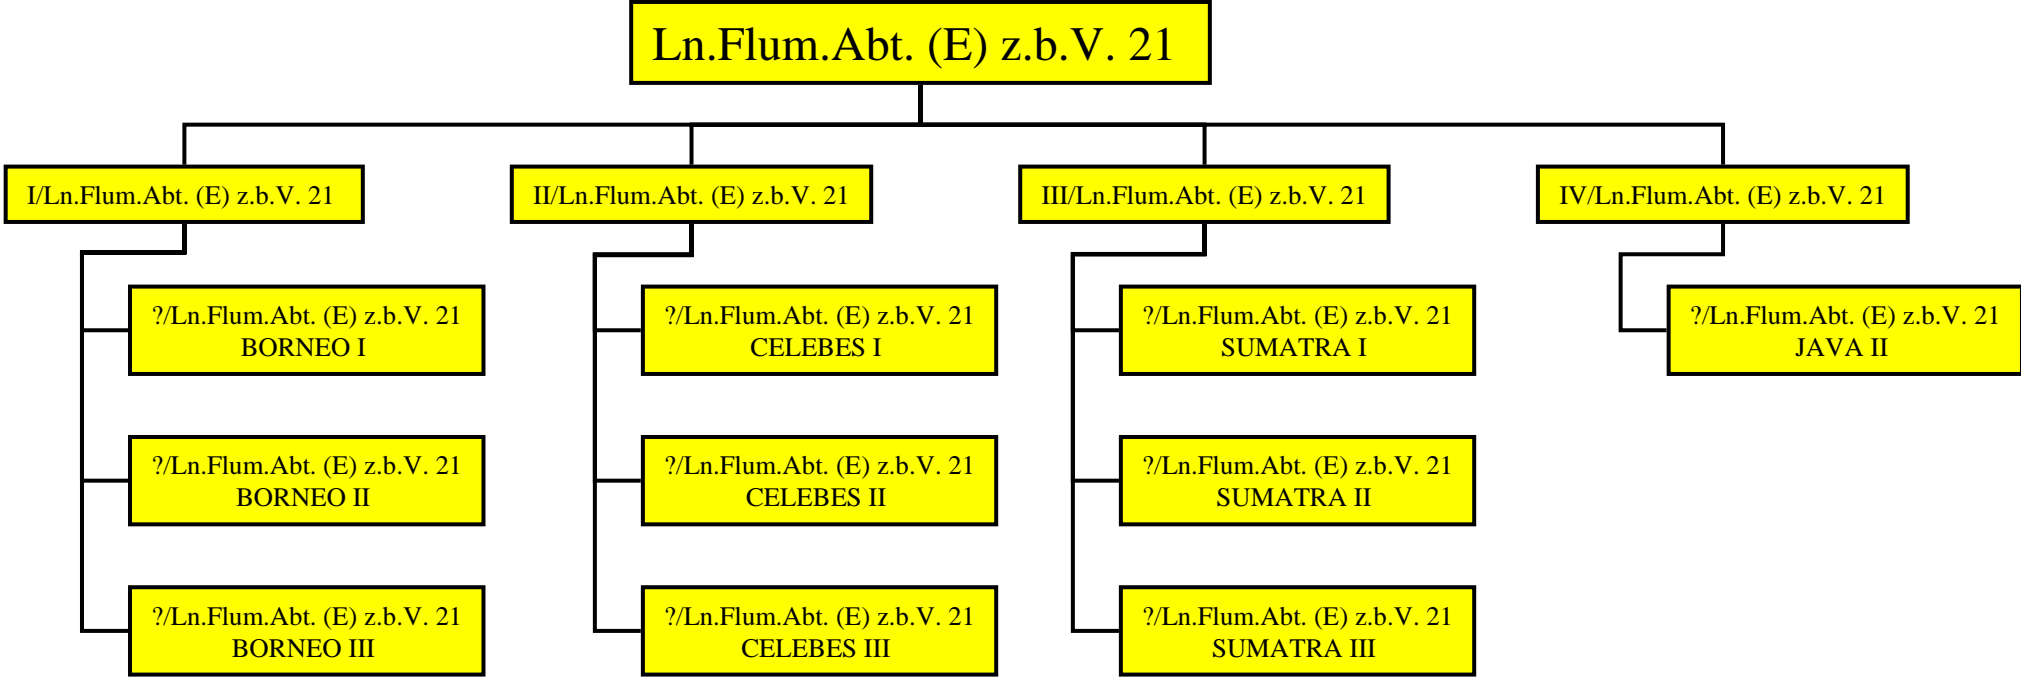 Ln.Flum.Abt. (E) z.b.V. 21
I/Ln.Flum.Abt. (E) z.b.V. 21
II/Ln.Flum.Abt. (E) z.b.V. 21
III/Ln.Flum.Abt. (E) z.b.V. 21
IV/Ln.Flum.Abt. (E) z.b.V. 21
?/Ln.Flum.Abt. (E) z.b.V. 21
BORNEO I
?/Ln.Flum.Abt. (E) z.b.V. 21
CELEBES I
?/Ln.Flum.Abt. (E) z.b.V. 21
SUMATRA I
?/Ln.Flum.Abt. (E) z.b.V. 21
JAVA II
?/Ln.Flum.Abt. (E) z.b.V. 21
BORNEO II
?/Ln.Flum.Abt. (E) z.b.V. 21
CELEBES II
?/Ln.Flum.Abt. (E) z.b.V. 21
SUMATRA II
?/Ln.Flum.Abt. (E) z.b.V. 21
BORNEO III
?/Ln.Flum.Abt. (E) z.b.V. 21
CELEBES III
?/Ln.Flum.Abt. (E) z.b.V. 21
SUMATRA III